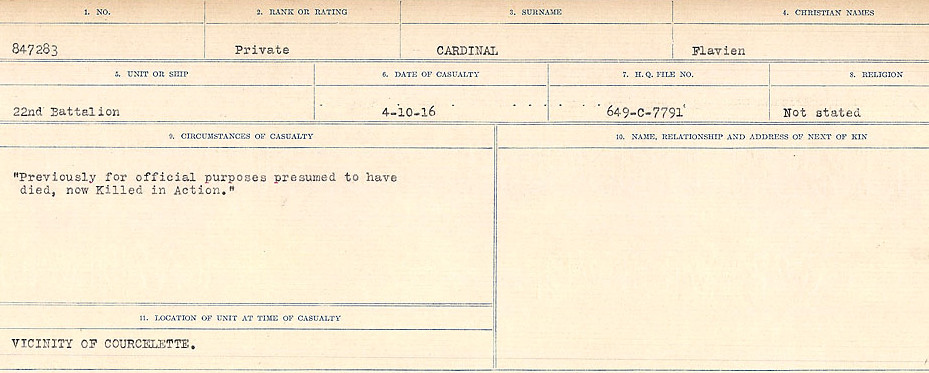 1. NO. 2. RANK OR RATING 3. SURNAME 4. CHRISTIAN NAMES
847283 Private CARDINAL Flavien
5. UNIT OR SHIP 6. DATE OF CASUALTY 7. H. Q. FILE NO. 8. RELIGION
22nd Battalion 4-10-16 649-C-7791 Not stated
9. CIRCUMSTANCES OF CASUALTY
"Previously for official purposes presumed to have
died, now Killed in Action."
10. NAME, RELATIONSHIP AND ADDRESS OF NEXT OF KIN
11. LOCATION OF UNIT AT TIME OF CASUALTY
VICINITY OF COURCELETTE.